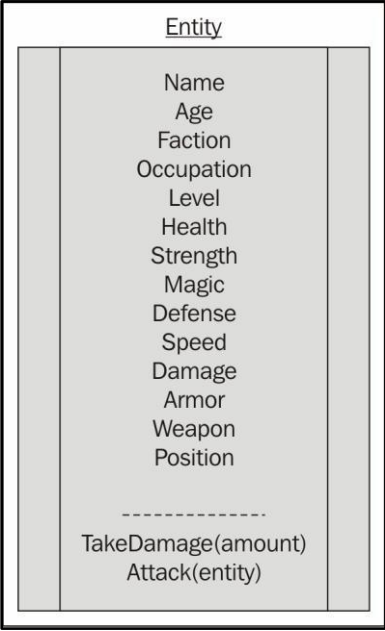 Entity
Name
Age
Faction
Occupation
Level
Health
Strength
Magic
Defense
Speed
Damage
Armor
Weapon
Position
--------------
TakeDamage(amount)
Attack(entity)